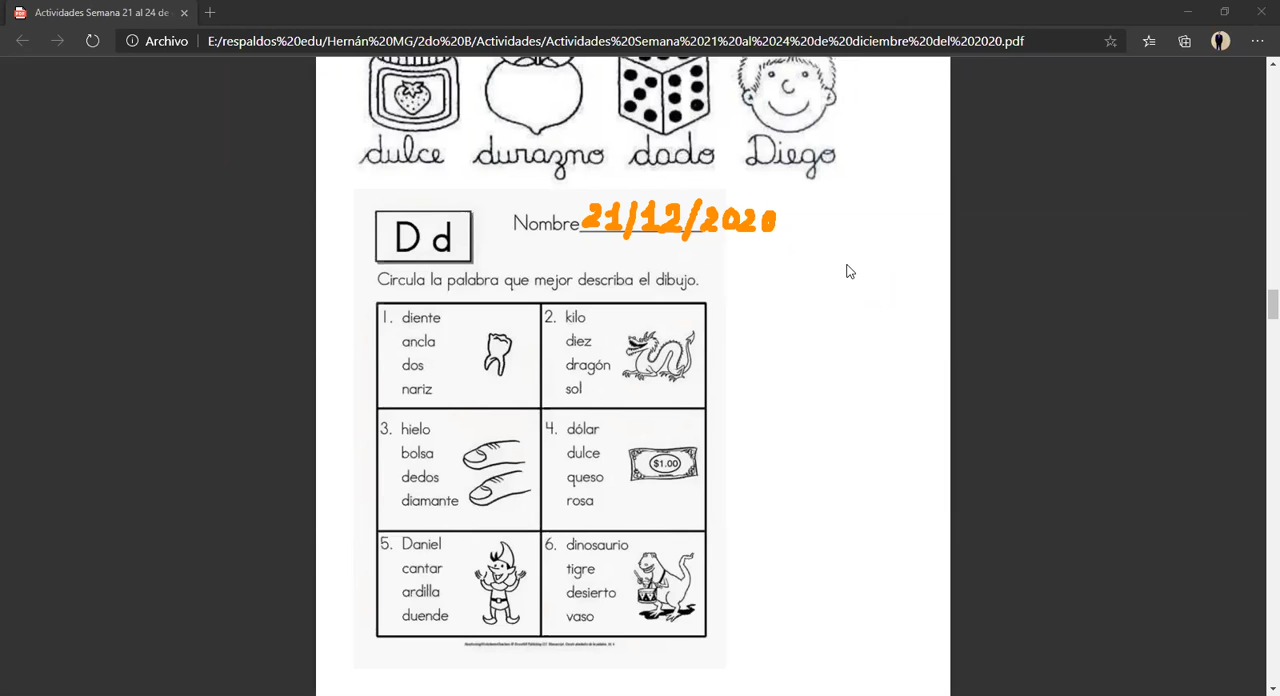 Actividades Semana 21 al 24 de
Archivo E:/respaldos%20edu/Hernán%20MG/2do%20B/Actividades/Actividades%20Semana%2021%20al%2024%20de%20diciembre%20del%202020.pdf
dulce durazno dado Diego
D d
Nombre 21/12/2020
Circula la palabra que mejor describa el dibujo.
1. diente
ancla
dos
nariz
2. kilo
diez
dragón
sol
3. hielo
bolsa
dedos
diamante
4. dólar
dulce
queso
rosa
$1.00
5. Daniel
cantar
ardilla
duende
6. dinosaurio
tigre
desierto
vaso